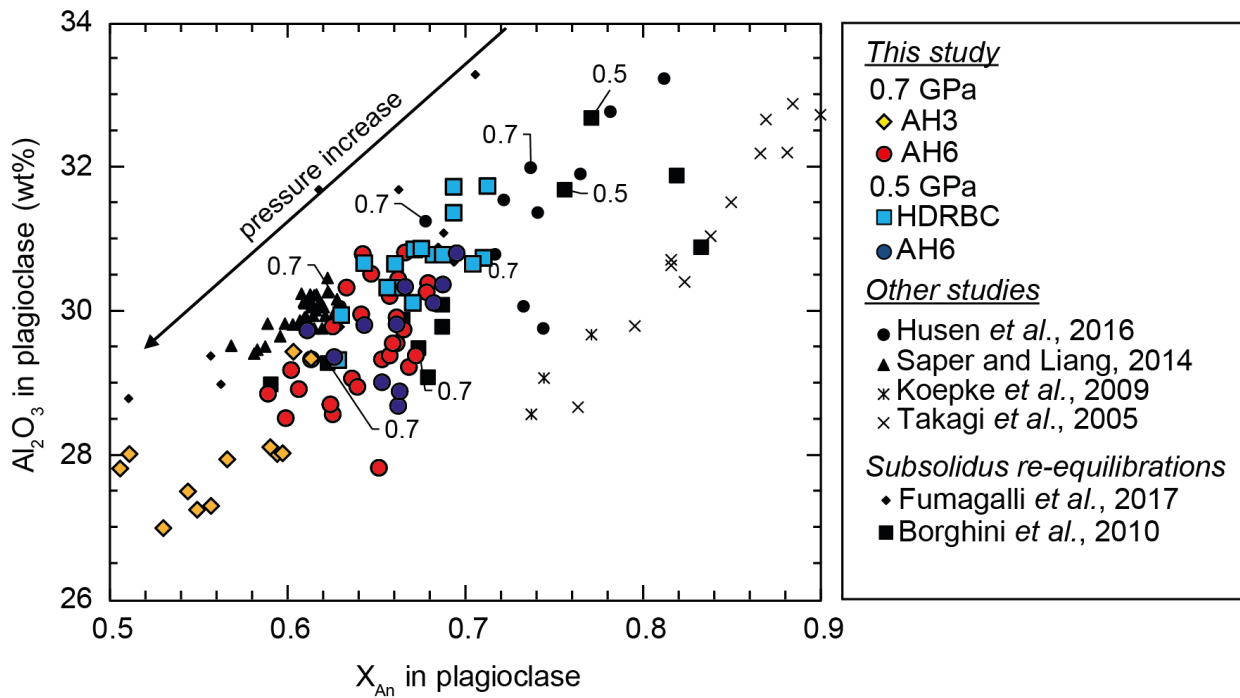 34
32
30
28
26
Al2O3 in plagioclase (wt%)
pressure increase
0.5
0.7
0.5
0.7
0.7
0.7
0.7
0.7
0.5 0.6 0.7 0.8 0.9
XAn in plagioclase
This study
0.7 GPa
AH3
AH6
0.5 GPa
HDRBC
AH6
Other studies
Husen et al., 2016
Saper and Liang, 2014
Koepke et al., 2009
Takagi et al., 2005
Subsolidus re-equilibrations
Fumagalli et al., 2017
Borghini et al., 2010